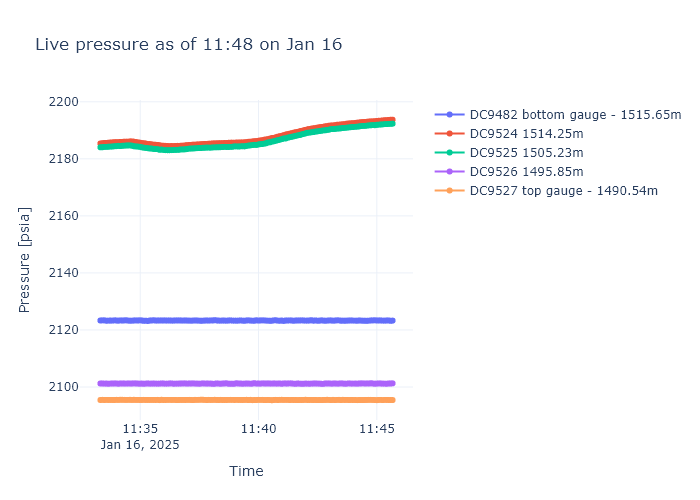 Live pressure as of 11:48 on Jan 16
2200
2180
2160
2140
2120
2100
Pressure [psia]
11:35
Jan 16, 2025
11:40
11:45
Time
DC9482 bottom gauge - 1515.65m
DC9524 1514.25m
DC9525 1505.23m
DC9526 1495.85m
DC9527 top gauge - 1490.54m